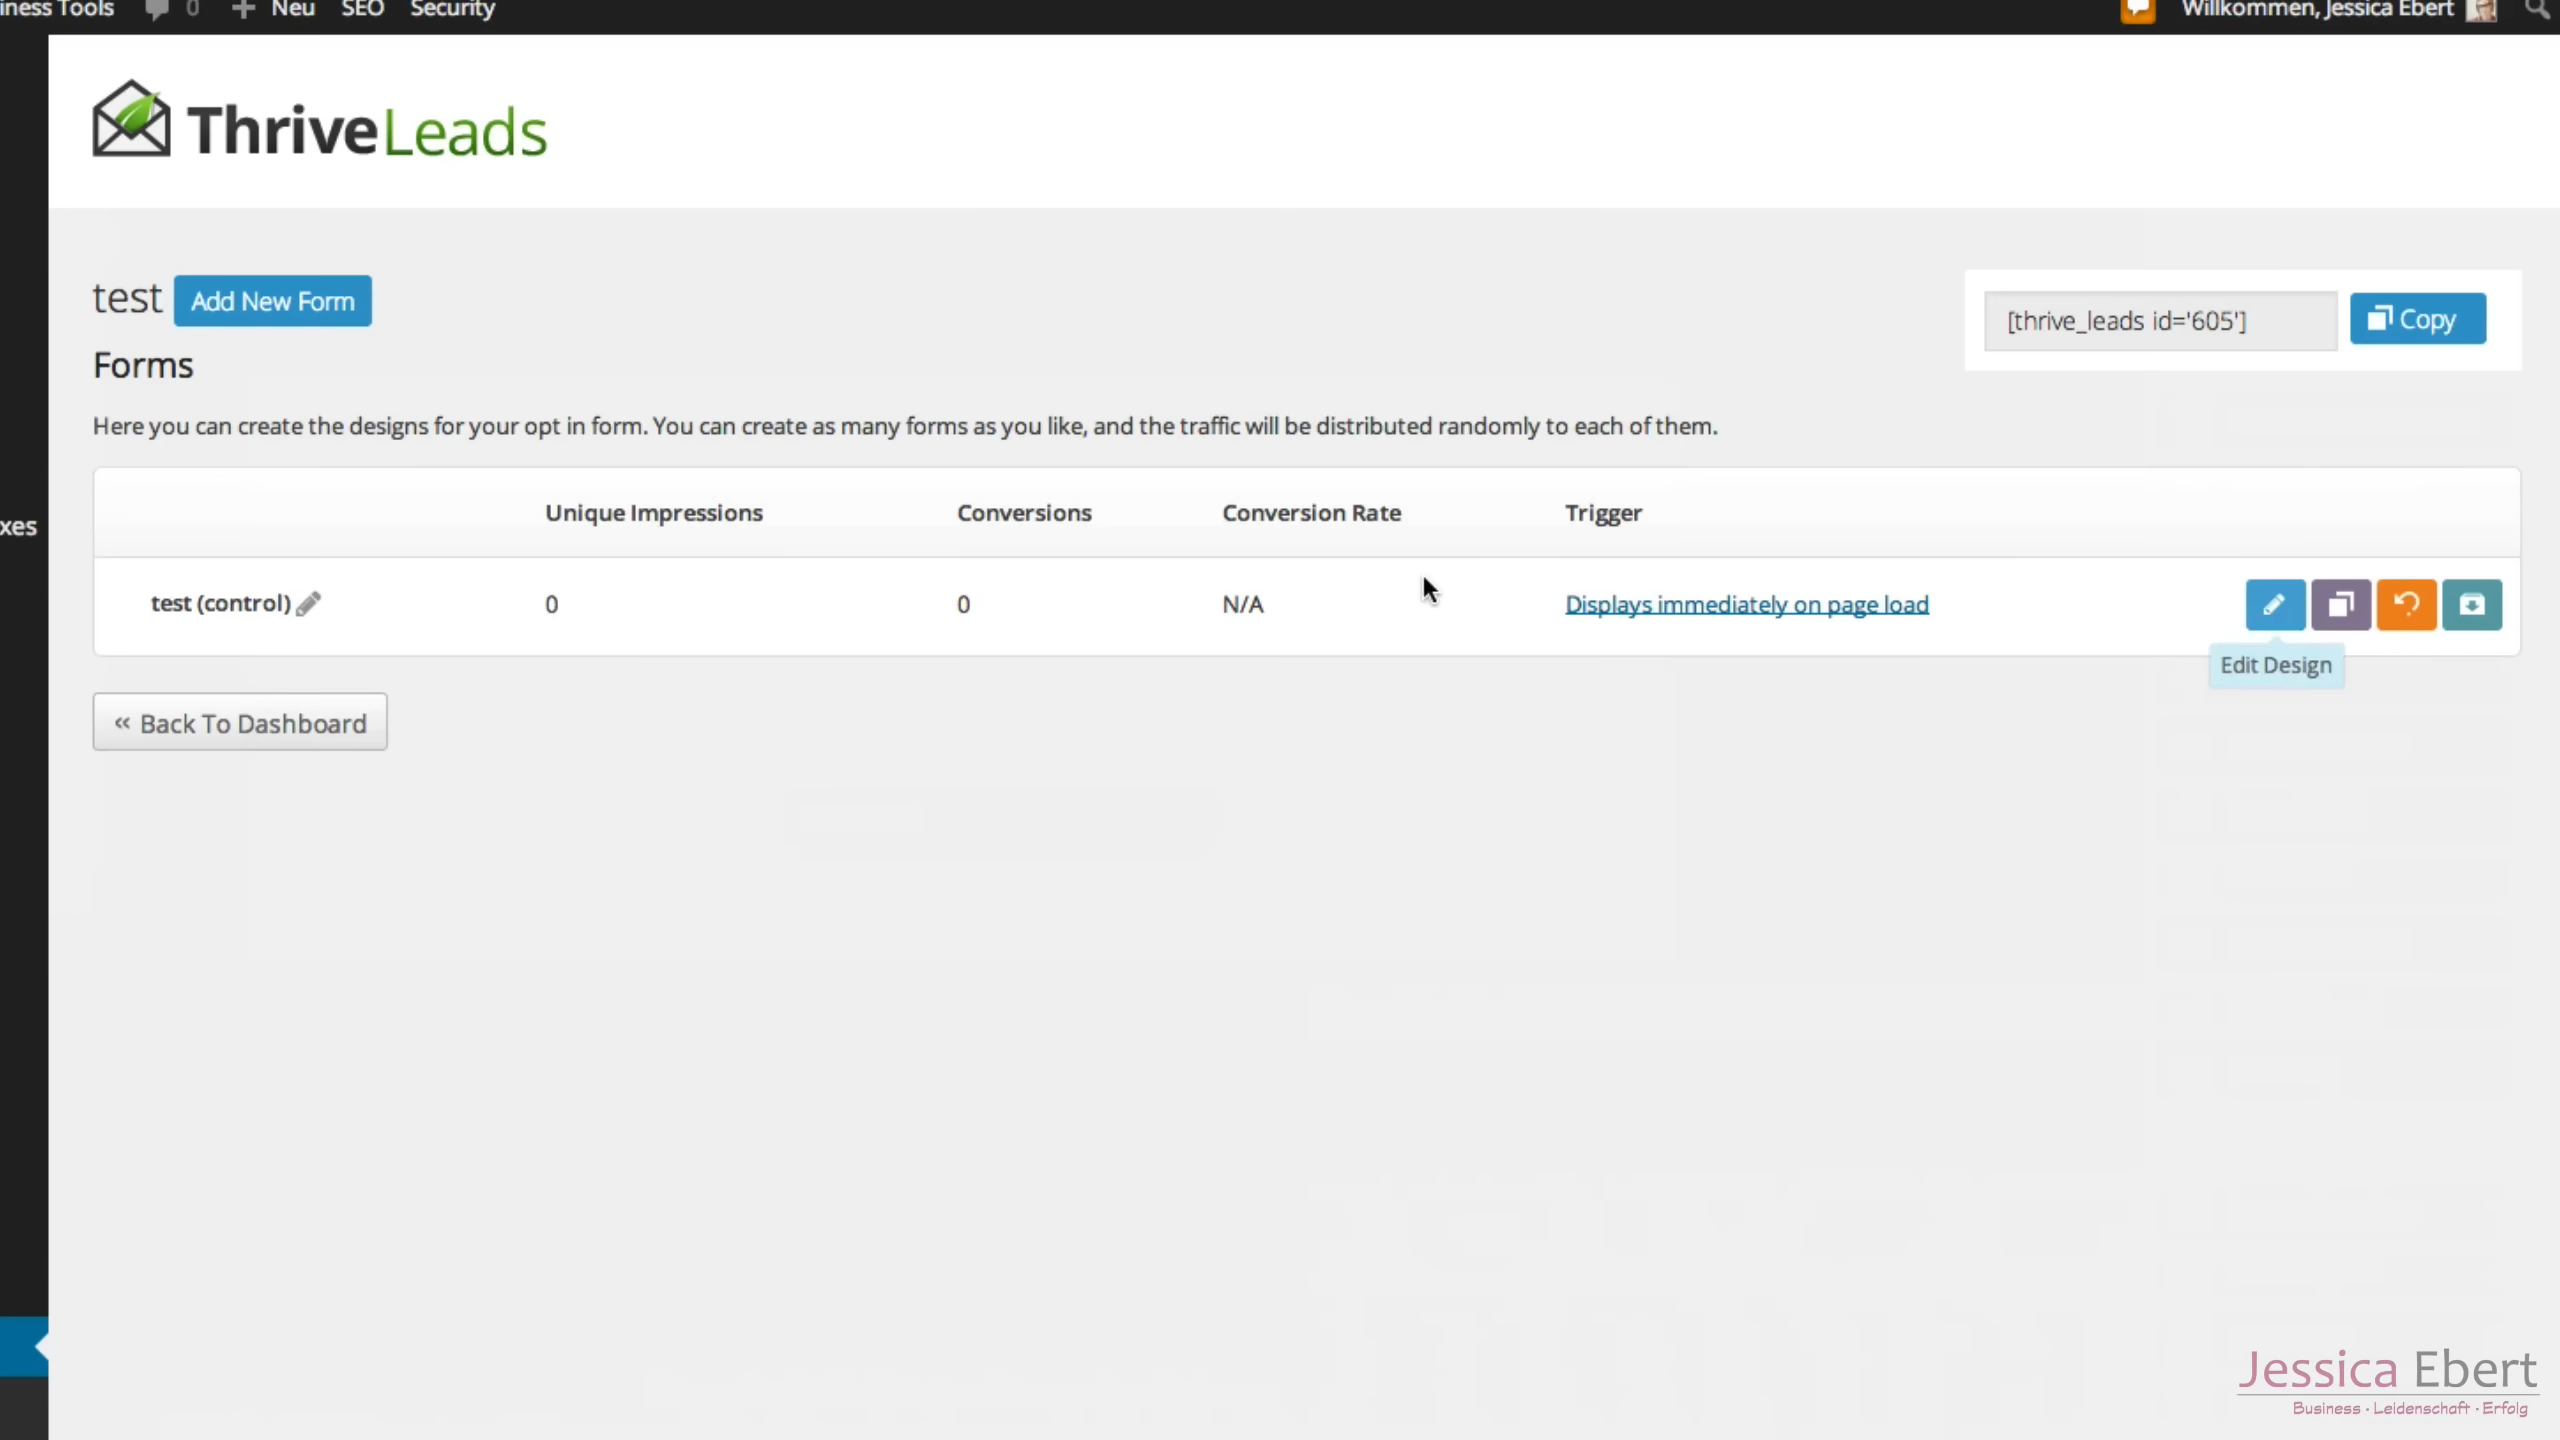 iness Tools 0 Neu SEO Security Willkommen, Jessica Ebert
ThriveLeads
test Add New Form
[thrive_leads id='605'] Copy
Forms
Here you can create the designs for your opt in form. You can create as many forms as you like, and the traffic will be distributed randomly to each of them.
Unique Impressions Conversions Conversion Rate Trigger
xes
test (control) 0 0 N/A Displays immediately on page load
Edit Design
« Back To Dashboard
Jessica Ebert
Business · Leidenschaft · Erfolg